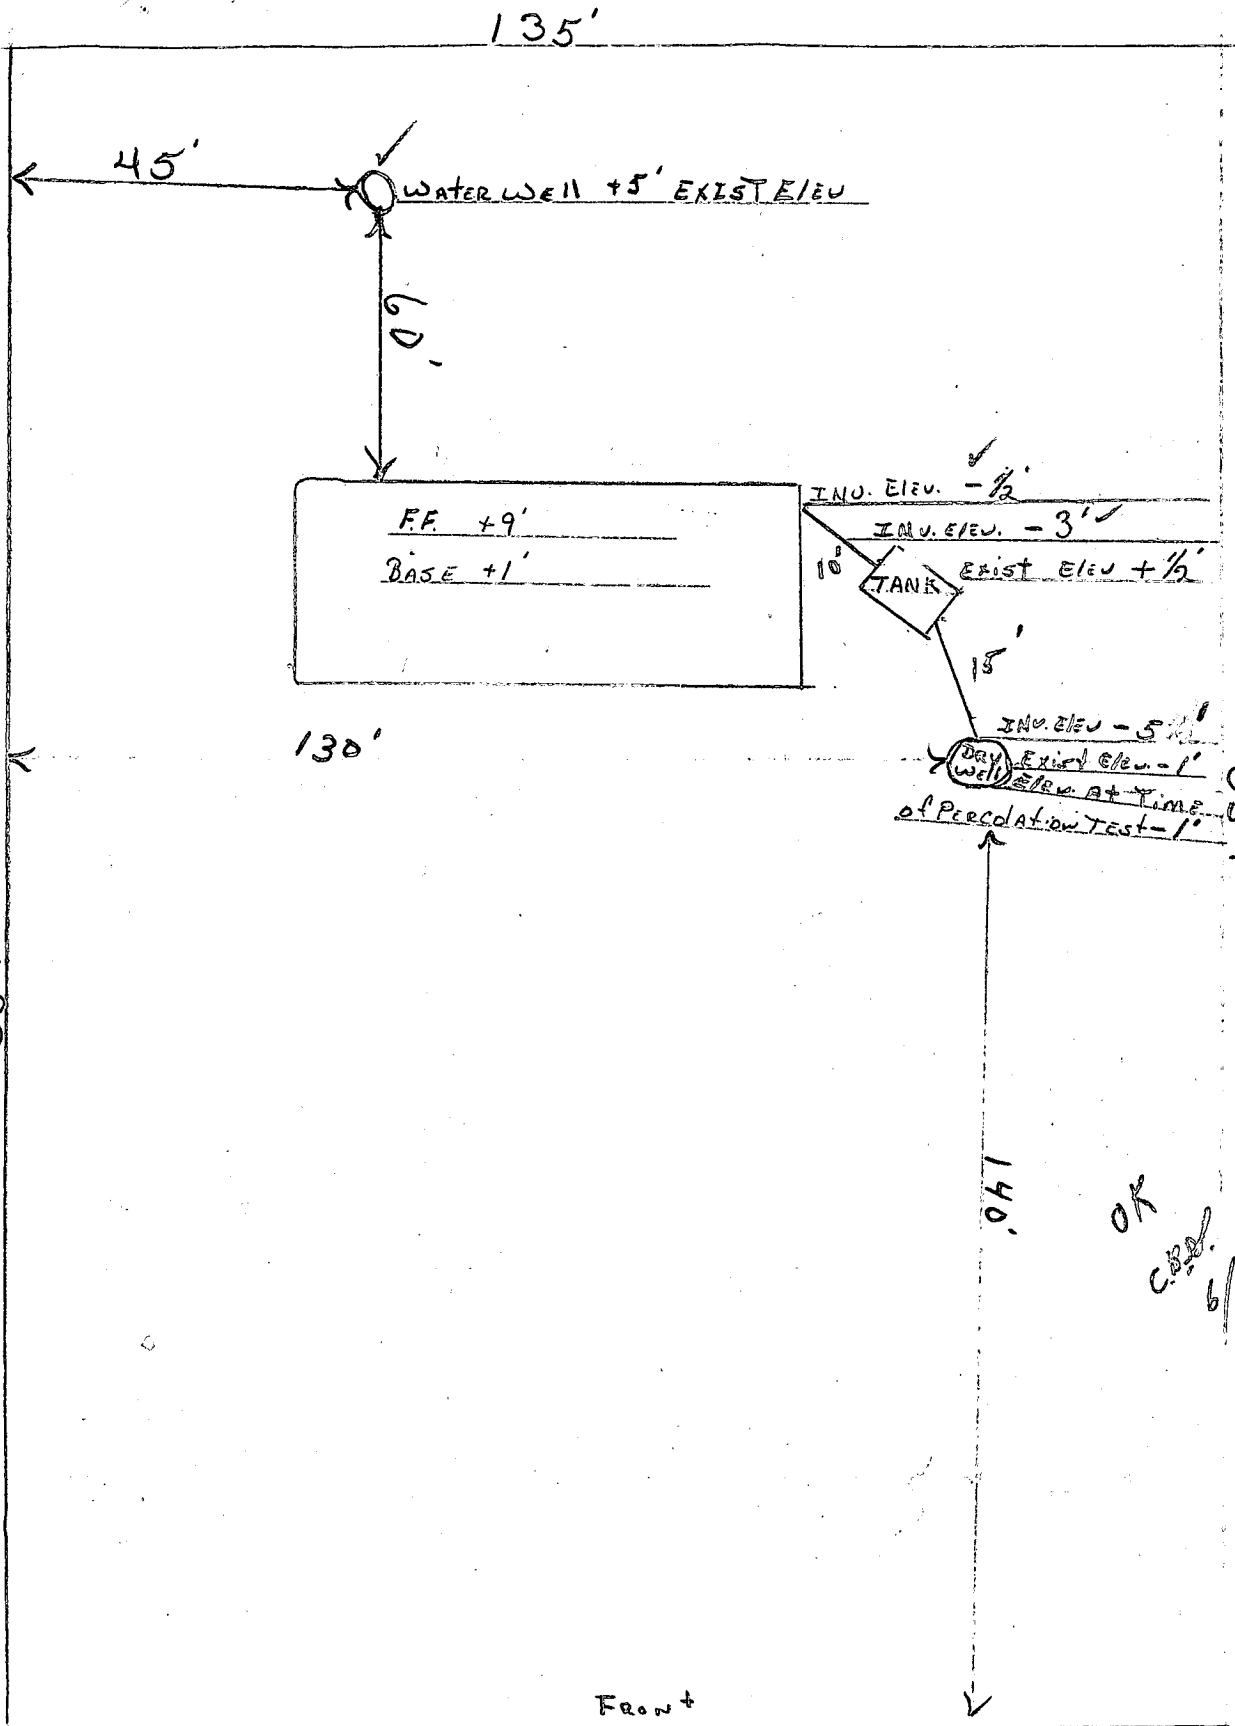 135'
45'
WATER WELL +5' EXIST ELEV
60'
INV. ELEV. -1/2'
F.F. +9'
INV. ELEV. -3'
BASE +1'
10'
TANK
EXIST ELEV +1/2'
15'
INV. ELEV -5
130'
DRY WELL
EXIST ELEV. -1'
ELEV. AT TIME
of PERCOLATION TEST -1'
140'
OK
6/
FRONT